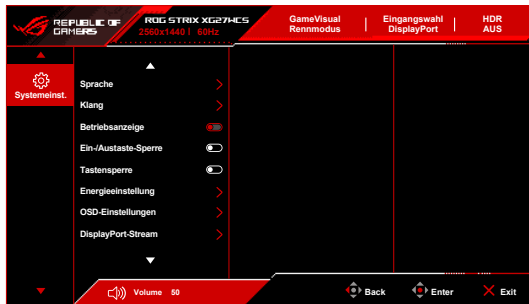 REPUBLIC OF GAMERS
ROG STRIX XG27WCS
2560x1440 | 60Hz
GameVisual
Rennmodus
Eingangswahl
DisplayPort
HDR
AUS
Systemeinst.
Sprache
Klang
Betriebsanzeige
Ein-/Austaste-Sperre
Tastensperre
Energieeinstellung
OSD-Einstellungen
DisplayPort-Stream
Volume 50
Back
Enter
Exit